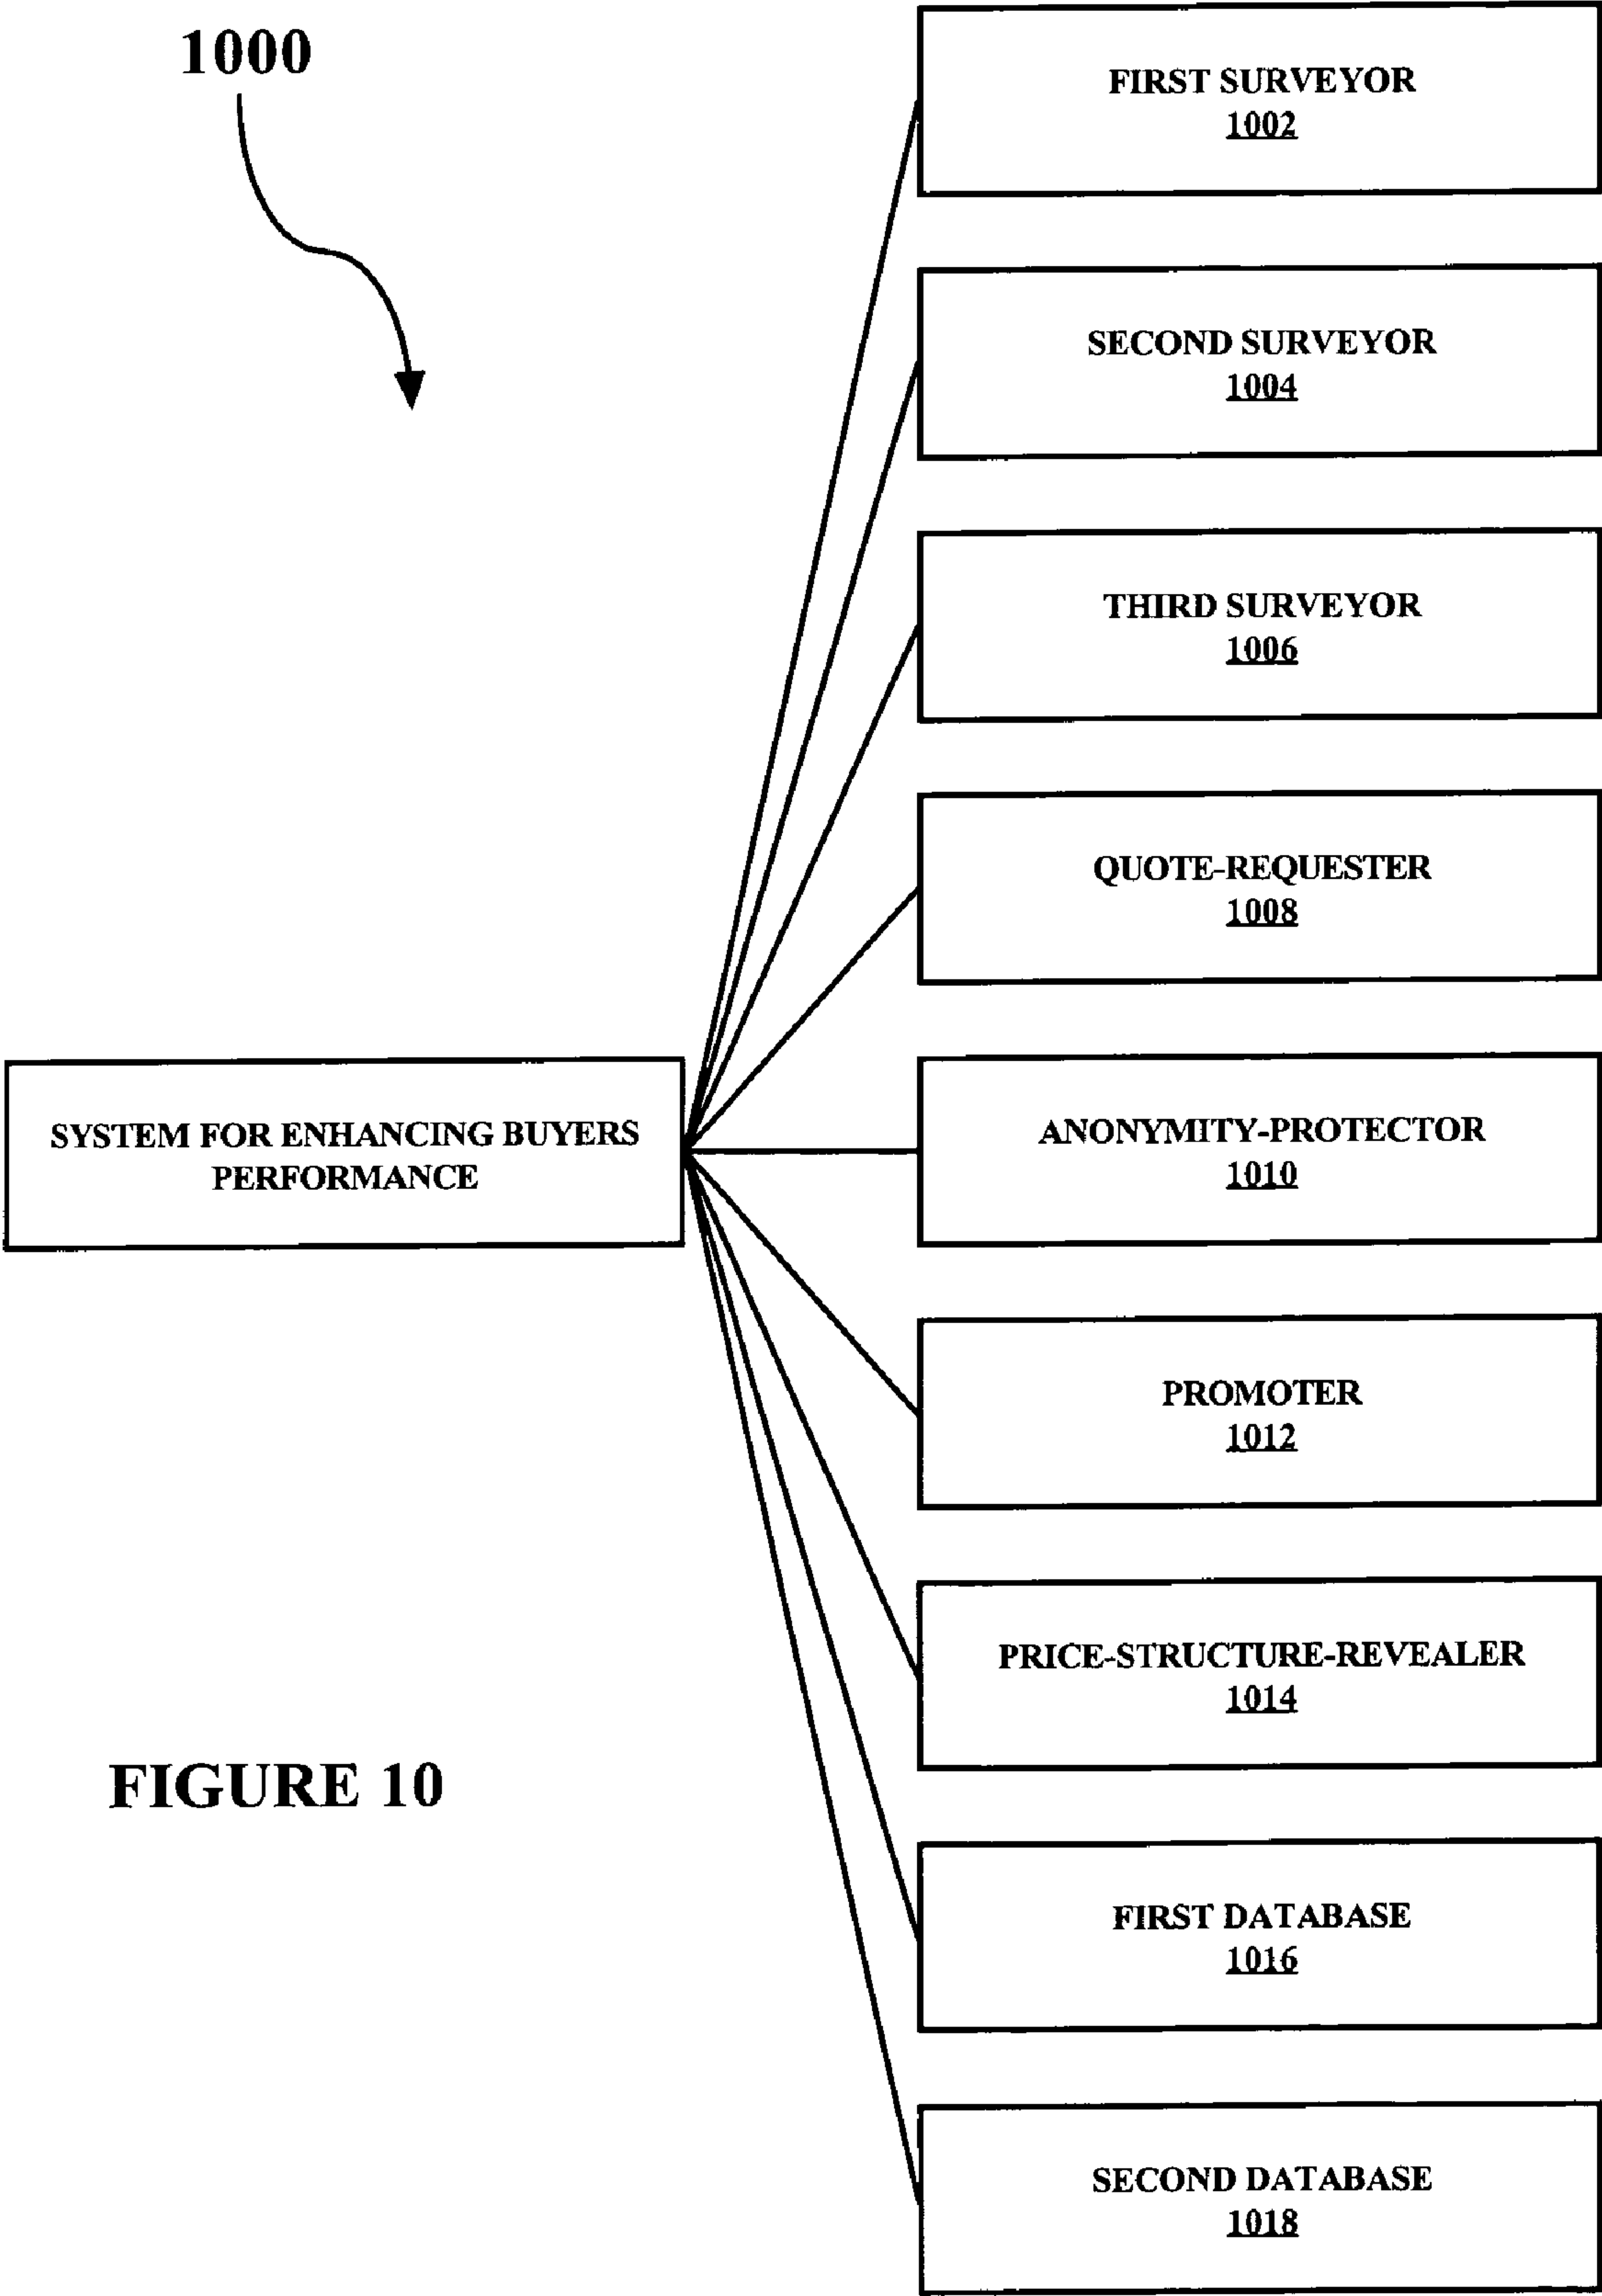 1000
FIRST SURVEYOR
1002
SECOND SURVEYOR
1004
THIRD SURVEYOR
1006
QUOTE-REQUESTER
1008
SYSTEM FOR ENHANCING BUYERS
PERFORMANCE
ANONYMITY-PROTECTOR
1010
PROMOTER
1012
PRICE-STRUCTURE-REVEALER
1014
FIGURE 10
FIRST DATABASE
1016
SECOND DATABASE
1018